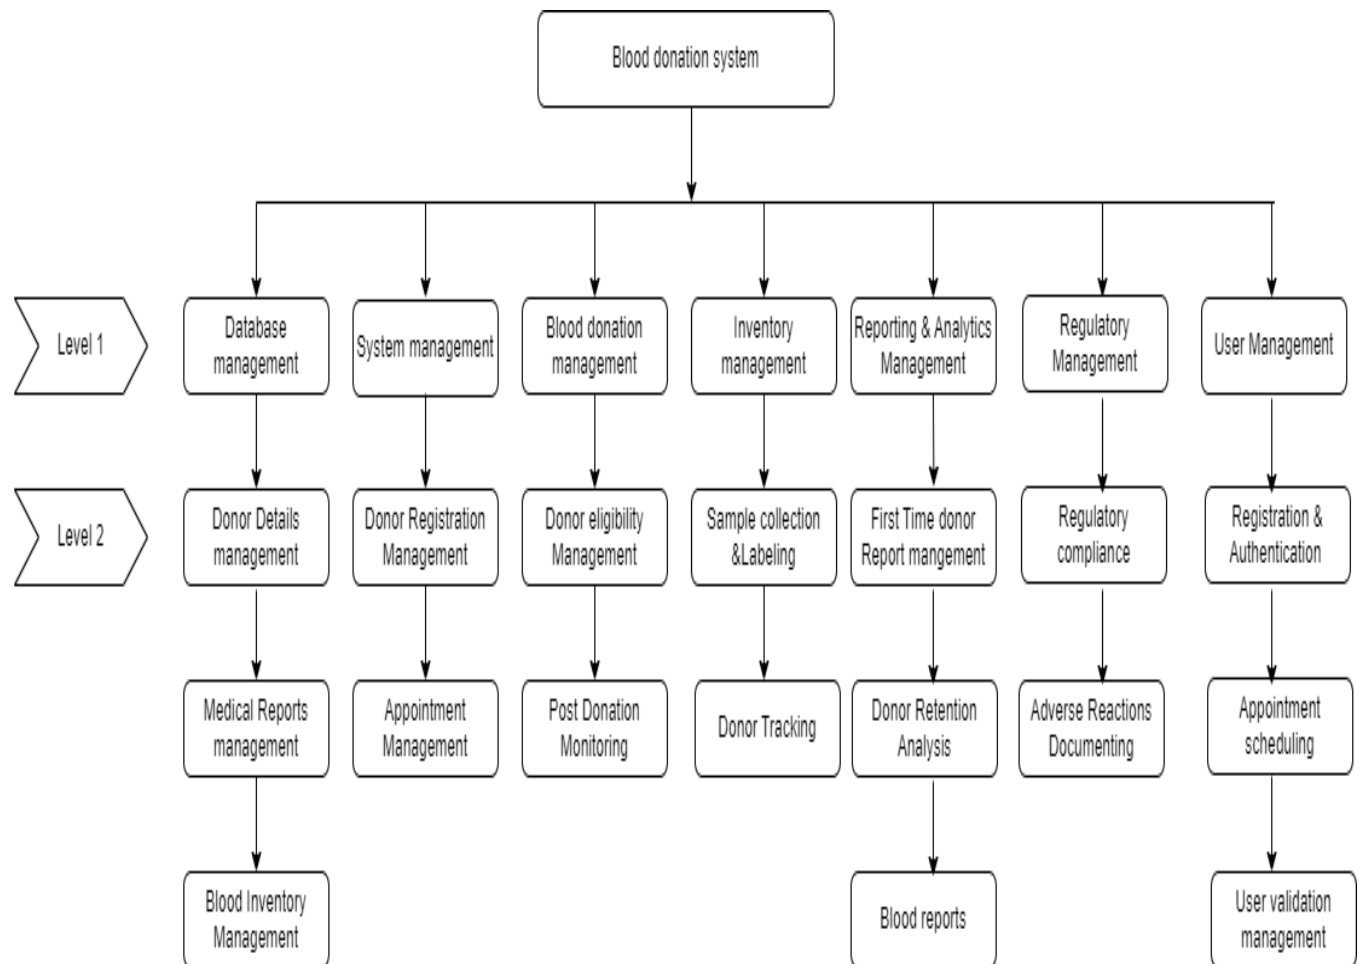 Blood donation system
Level 1
Database
management
System management
Blood donation
management
Inventory
management
Reporting & Analytics
Management
Regulatory
Management
User Management
Level 2
Donor Details
management
Donor Registration
Management
Donor eligibility
Management
Sample collection
&Labeling
First Time donor
Report mangement
Regulatory
compliance
Registration &
Authentication
Medical Reports
management
Appointment
Management
Post Donation
Monitoring
Donor Tracking
Donor Retention
Analysis
Adverse Reactions
Documenting
Appointment
scheduling
Blood Inventory
Management
Blood reports
User validation
management